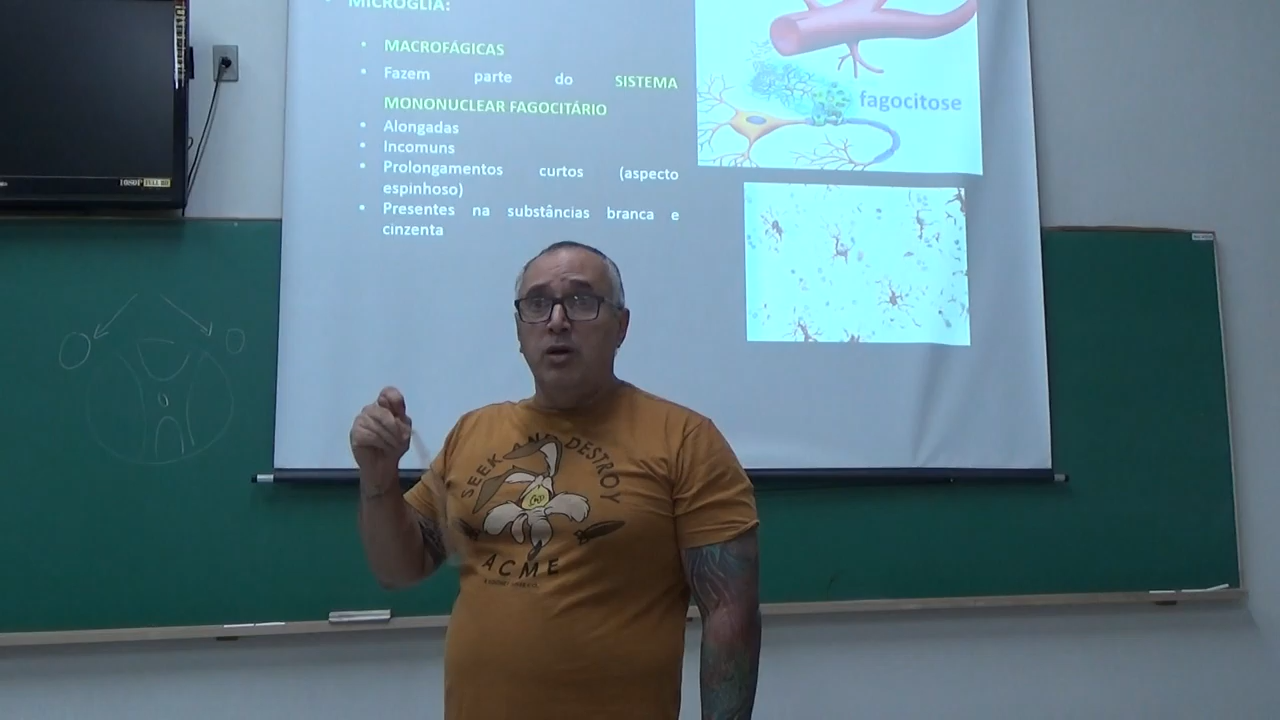 MICROGLIA:
MACROFÁGICAS
Fazem parte do SISTEMA
MONONUCLEAR FAGOCITÁRIO
Alongadas
Incomuns
Prolongamentos curtos (aspecto
espinhoso)
Presentes na substâncias branca e
cinzenta
fagocitose
SEEK AND DESTROY
ACME